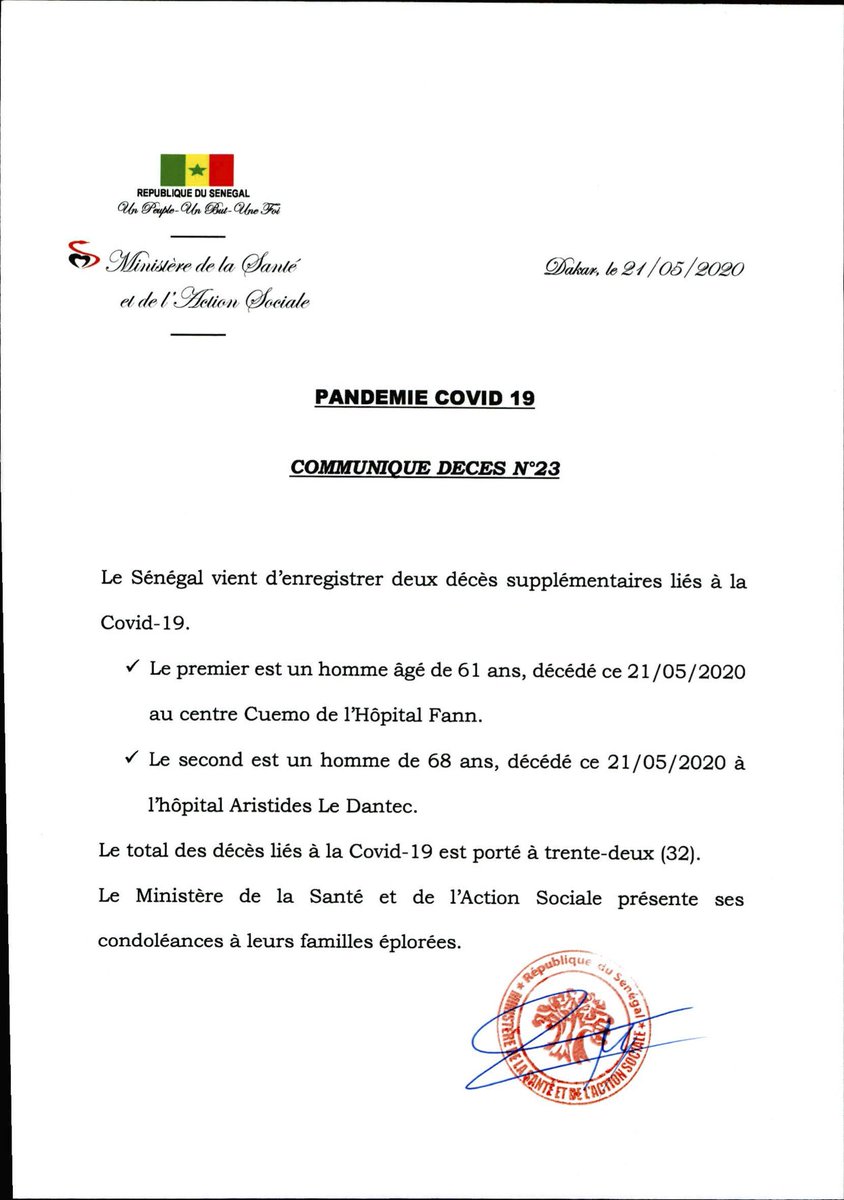 REPUBLIQUE DU SENEGAL
Un Peuple-Un But-Une Foi
Ministère de la Santé
et de l'Action Sociale
Dakar, le 21/05/2020
PANDEMIE COVID 19
COMMUNIQUE DECES N°23
Le Sénégal vient d'enregistrer deux décès supplémentaires liés à la
Covid-19.
✓ Le premier est un homme âgé de 61 ans, décédé ce 21/05/2020
au centre Cuemo de l'Hôpital Fann.
✓ Le second est un homme de 68 ans, décédé ce 21/05/2020 à
l'hôpital Aristides Le Dantec.
Le total des décès liés à la Covid-19 est porté à trente-deux (32).
Le Ministère de la Santé et de l'Action Sociale présente ses
condoléances à leurs familles éplorées.
République du Sénégal
MINISTÈRE DE LA SANTÉ ET DE L'ACTION SOCIALE